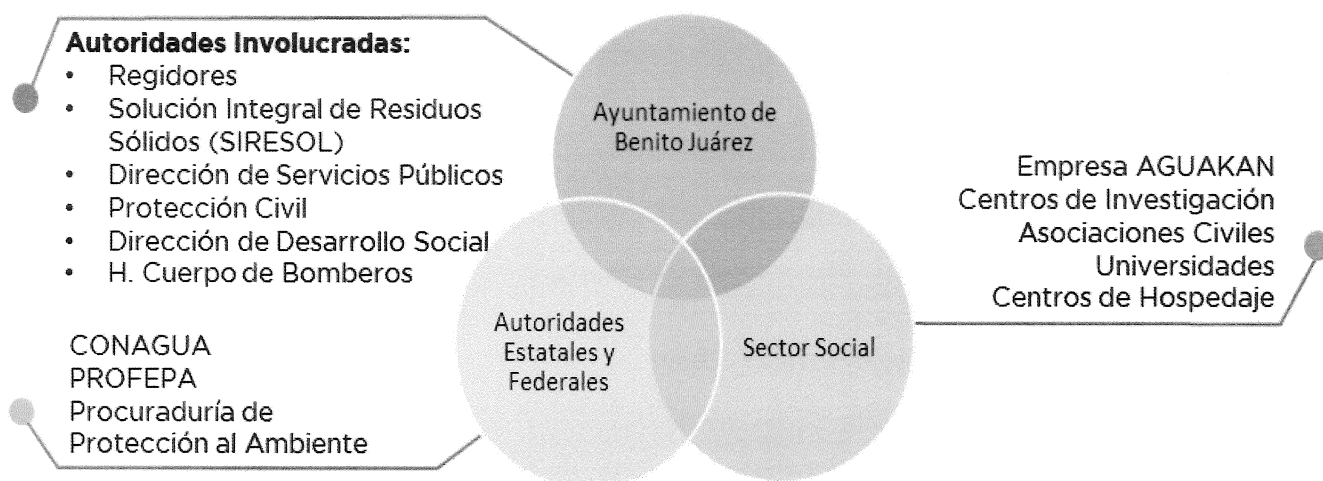 Autoridades Involucradas:
• Regidores
• Solución Integral de Residuos
Sólidos (SIRESOL)
• Dirección de Servicios Públicos
• Protección Civil
• Dirección de Desarrollo Social
• H. Cuerpo de Bomberos
CONAGUA
PROFEPA
Procuraduría de
Protección al Ambiente
Ayuntamiento de
Benito Juárez
Autoridades
Estatales y
Federales
Sector Social
Empresa AGUAKAN
Centros de Investigación
Asociaciones Civiles
Universidades
Centros de Hospedaje